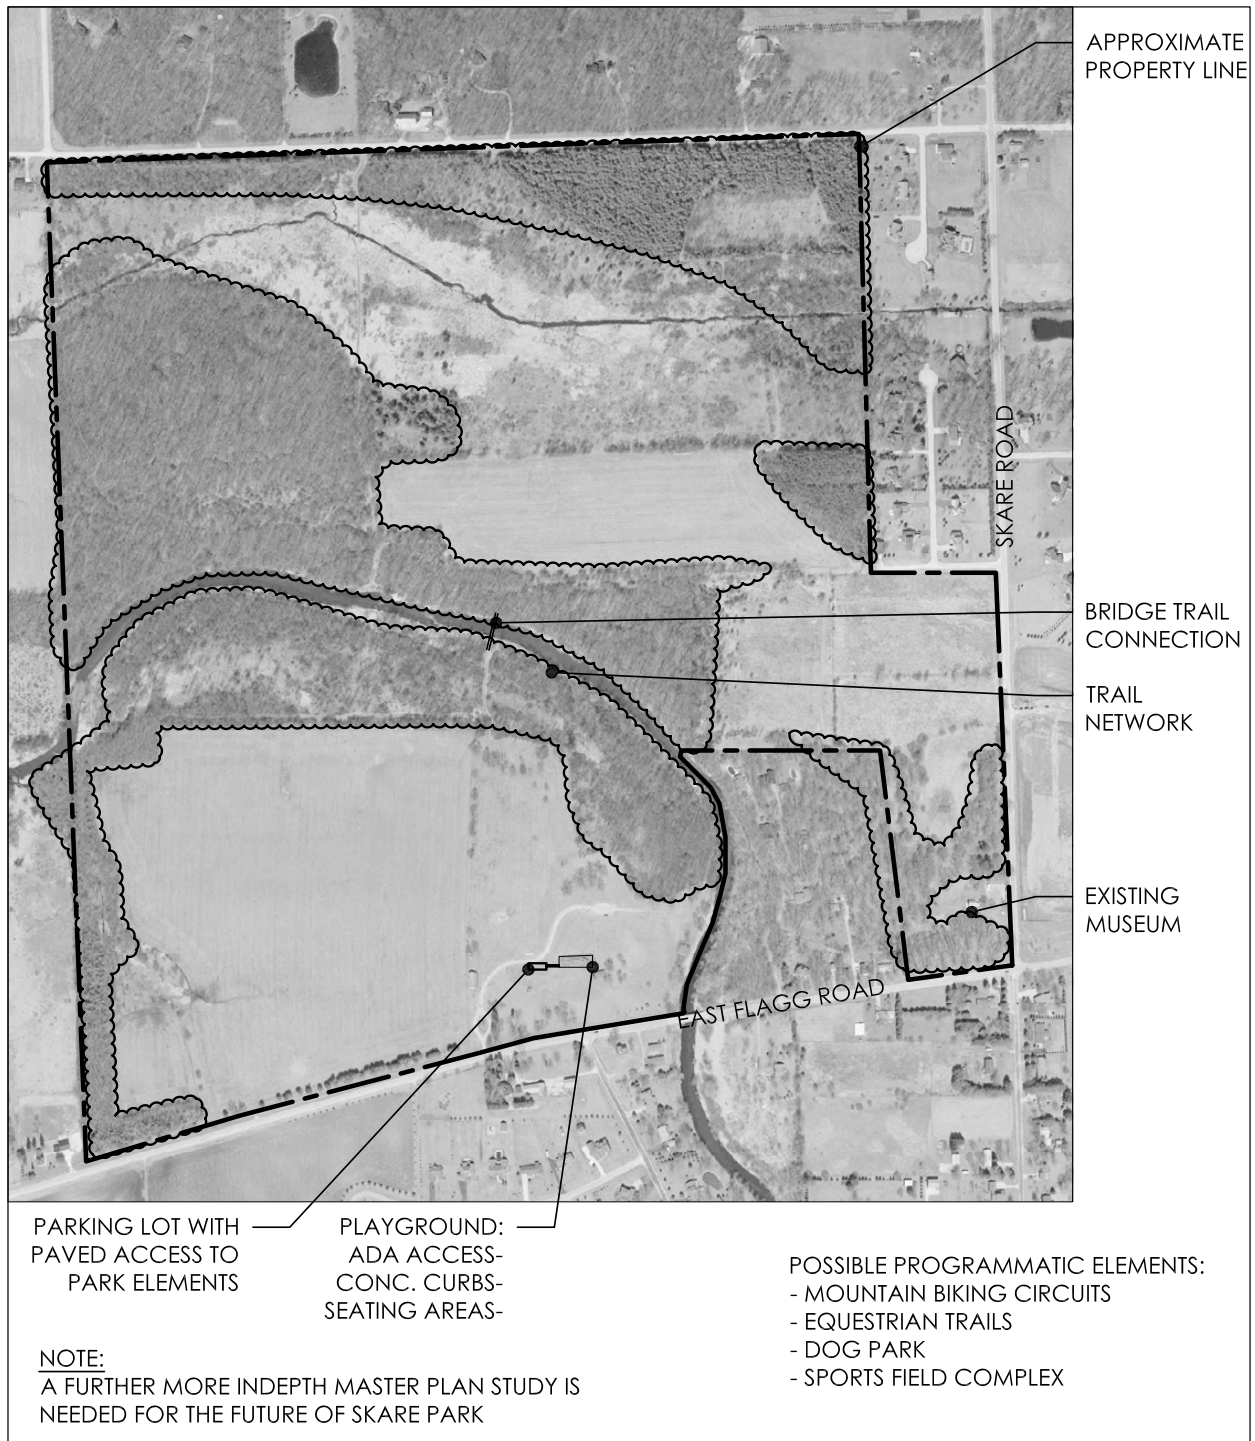 APPROXIMATE
PROPERTY LINE
SKARE ROAD
BRIDGE TRAIL
CONNECTION
TRAIL
NETWORK
EXISTING
MUSEUM
EAST FLAGG ROAD
PARKING LOT WITH
PAVED ACCESS TO
PARK ELEMENTS
PLAYGROUND:
ADA ACCESS-
CONC. CURBS-
SEATING AREAS-
POSSIBLE PROGRAMMATIC ELEMENTS:
- MOUNTAIN BIKING CIRCUITS
- EQUESTRIAN TRAILS
- DOG PARK
- SPORTS FIELD COMPLEX
NOTE:
A FURTHER MORE INDEPTH MASTER PLAN STUDY IS
NEEDED FOR THE FUTURE OF SKARE PARK